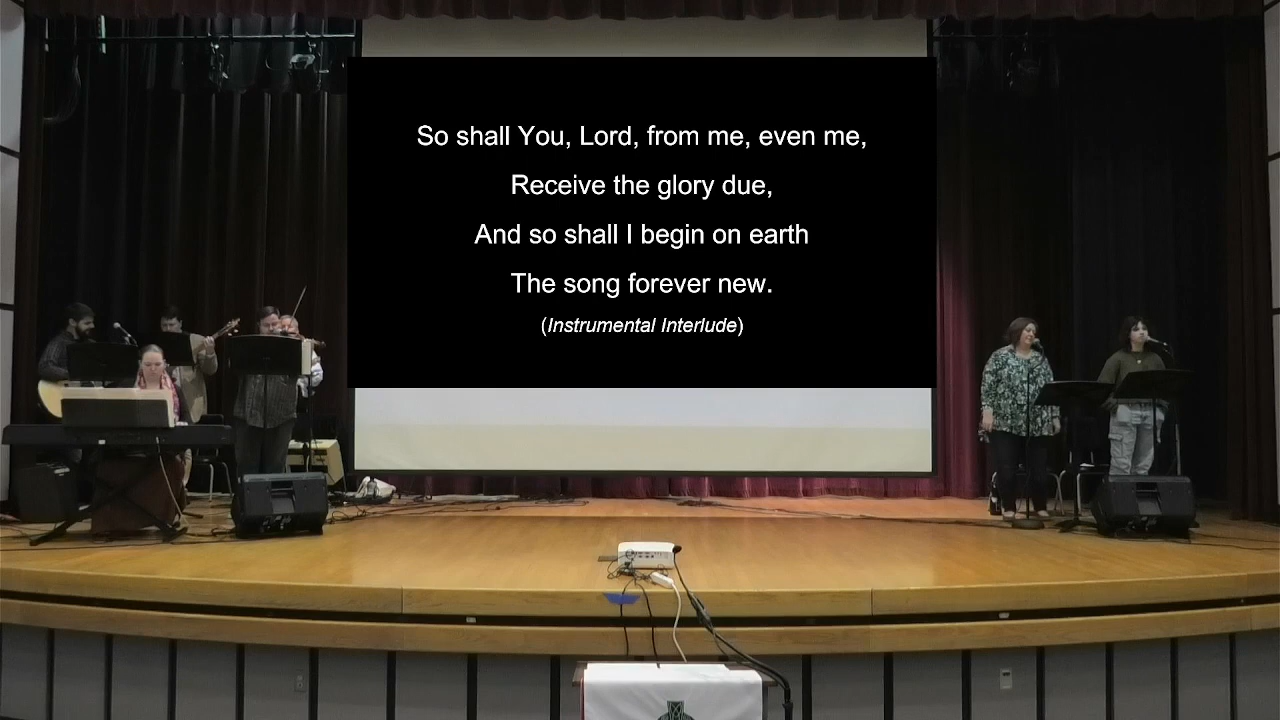 So shall You, Lord, from me, even me,
Receive the glory due,
And so shall I begin on earth
The song forever new.
(Instrumental Interlude)